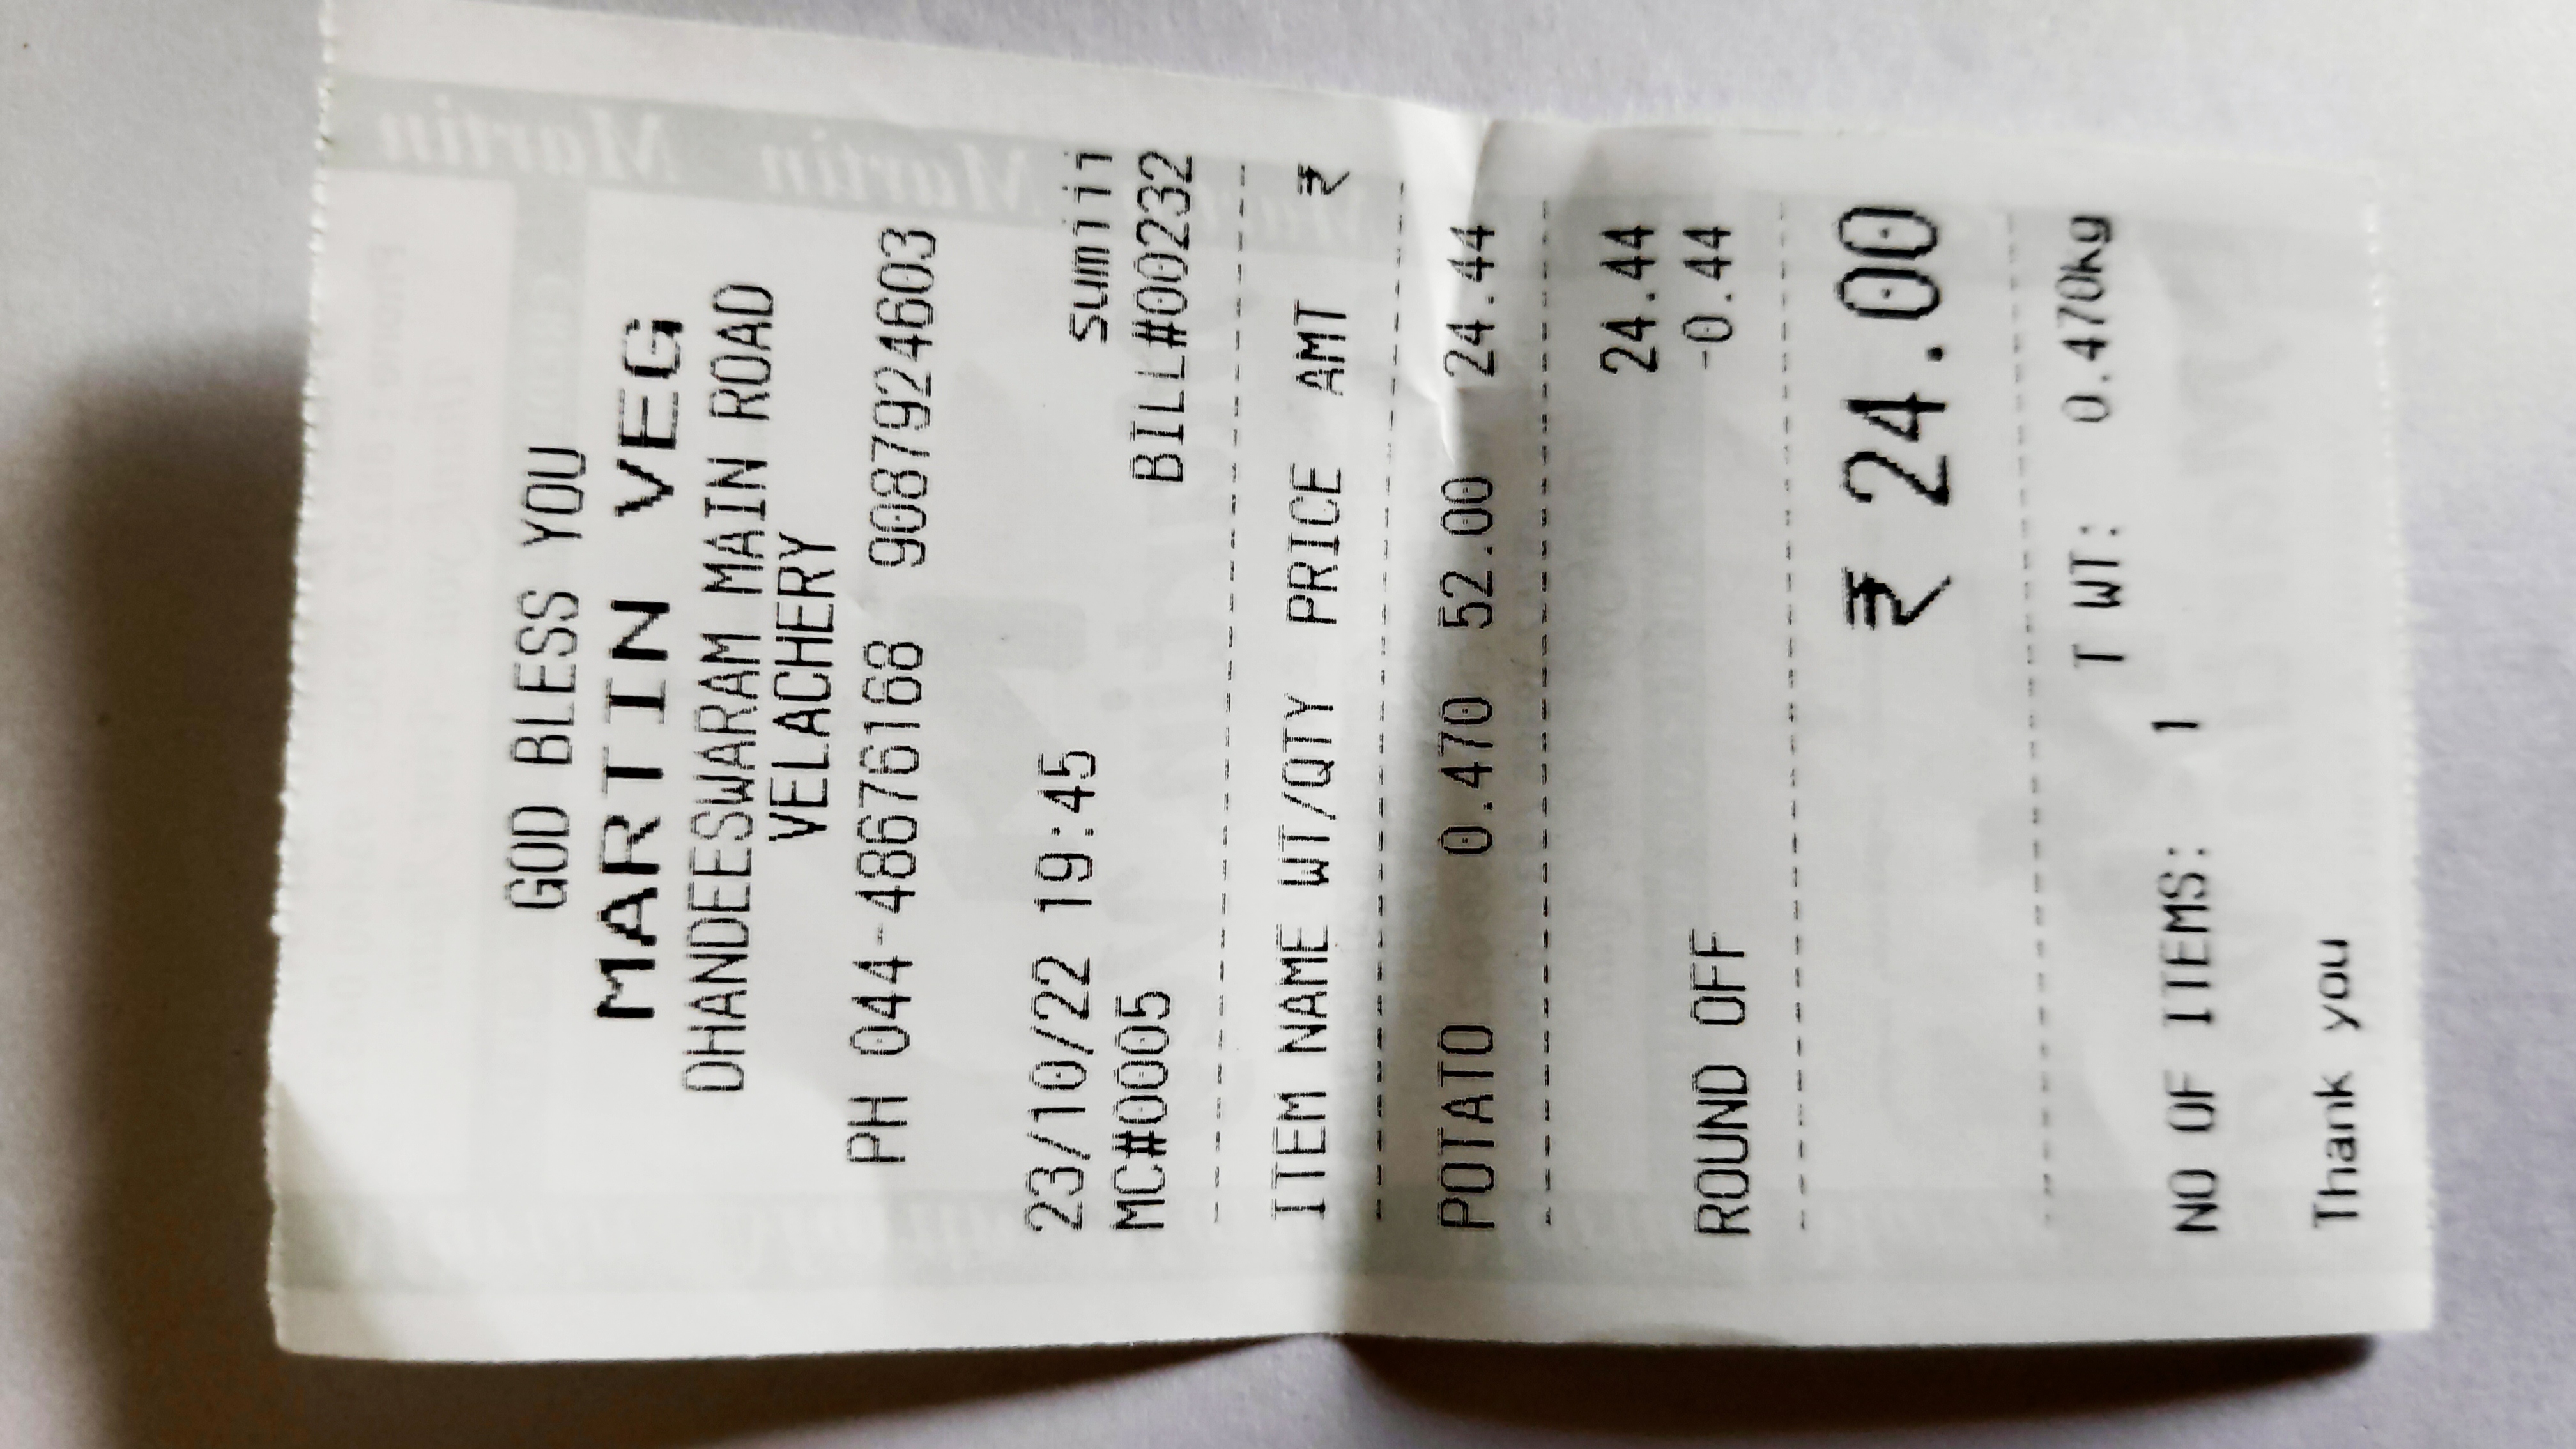 GOD BLESS YOU
MARTIN VEG
DHANDEESWARAM MAIN ROAD
VELACHERY
PH 044-48676168 9087924603
23/10/22 19:45 sumiii
MC#0005 BILL#00232
ITEM NAME WT/QTY PRICE AMT ₹
POTATO 0.470 52.00 24.44
24.44
ROUND OFF -0.44
₹ 24.00
T WT: 0.470kg
NO OF ITEMS: 1
Thank you